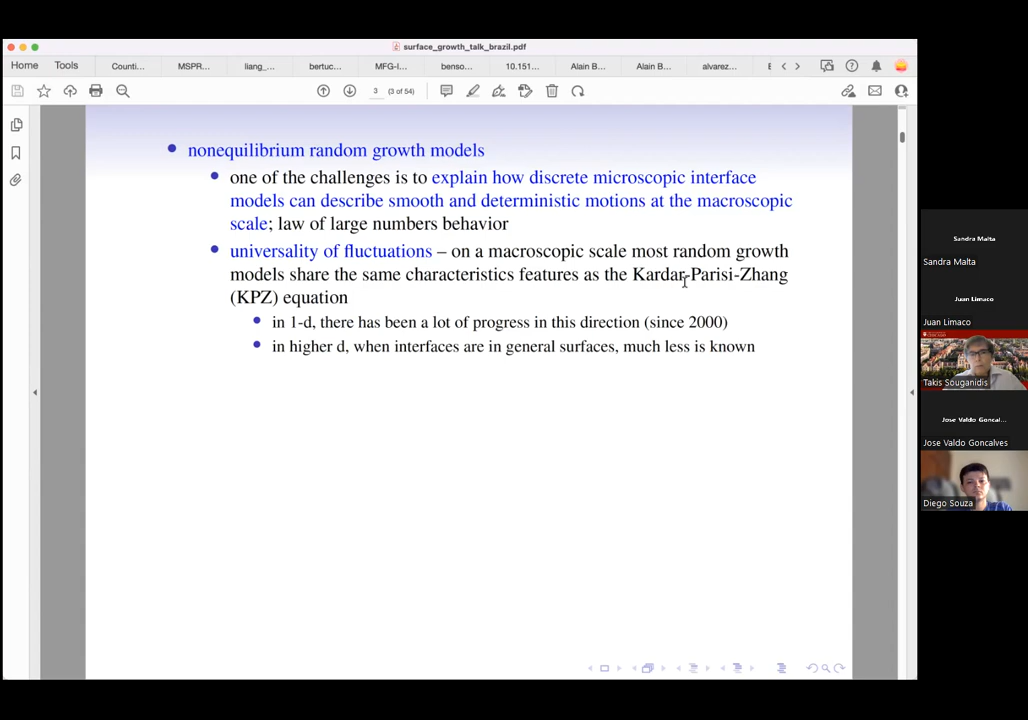 surface_growth_talk_brazil.pdf
Home Tools Counti... MSPR... liang_... bertuc... MFG-I... benso... 10.151... Alain B... Alain B... alvarez...
3 (3 of 54)
nonequilibrium random growth models
one of the challenges is to explain how discrete microscopic interface
models can describe smooth and deterministic motions at the macroscopic
scale; law of large numbers behavior
universality of fluctuations – on a macroscopic scale most random growth
models share the same characteristics features as the Kardar-Parisi-Zhang
(KPZ) equation
in 1-d, there has been a lot of progress in this direction (since 2000)
in higher d, when interfaces are in general surfaces, much less is known
Sandra Malta
Sandra Malta
Juan Limaco
Juan Limaco
Takis Souganidis
Jose Valdo Goncal...
Jose Valdo Goncalves
Diego Souza